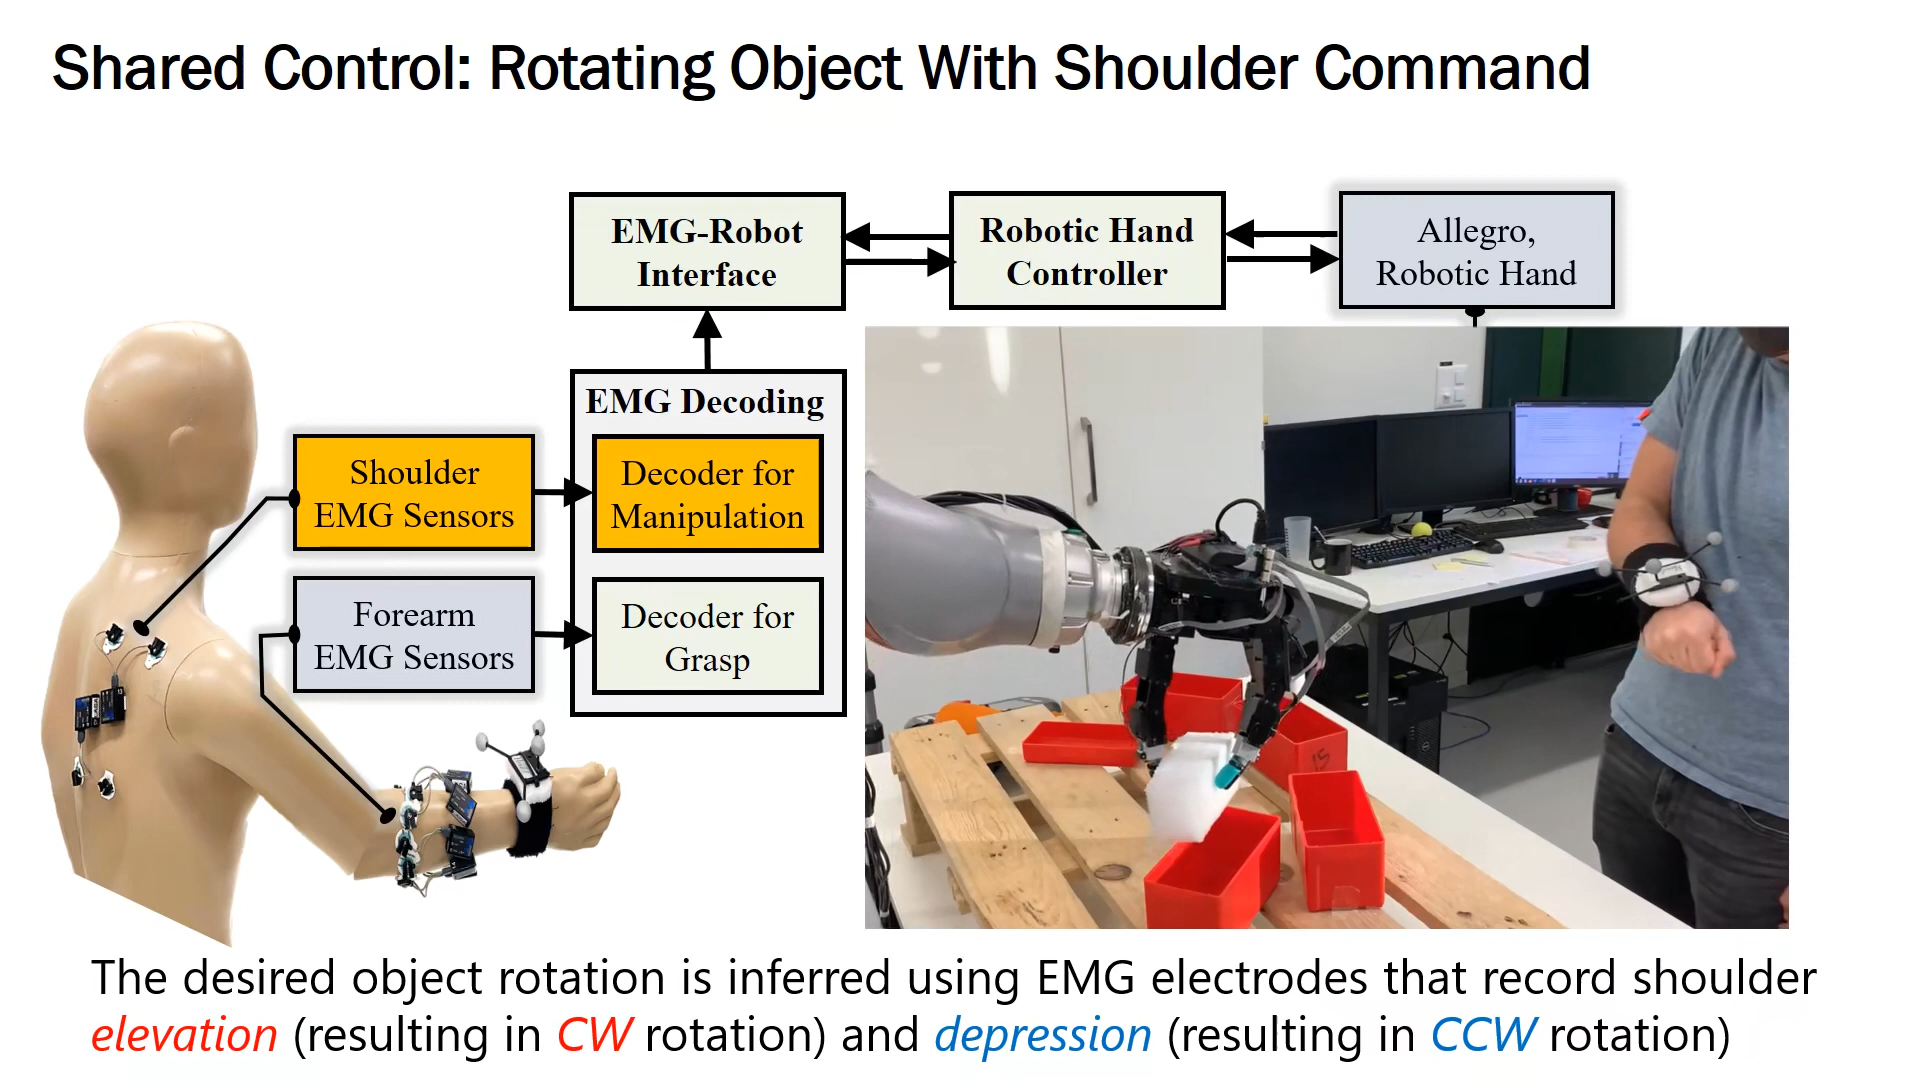 Shared Control: Rotating Object With Shoulder Command
EMG-Robot
Interface
Robotic Hand
Controller
Allegro,
Robotic Hand
EMG Decoding
Shoulder
EMG Sensors
Decoder for
Manipulation
Forearm
EMG Sensors
Decoder for
Grasp
15
The desired object rotation is inferred using EMG electrodes that record shoulder
elevation (resulting in CW rotation) and depression (resulting in CCW rotation)